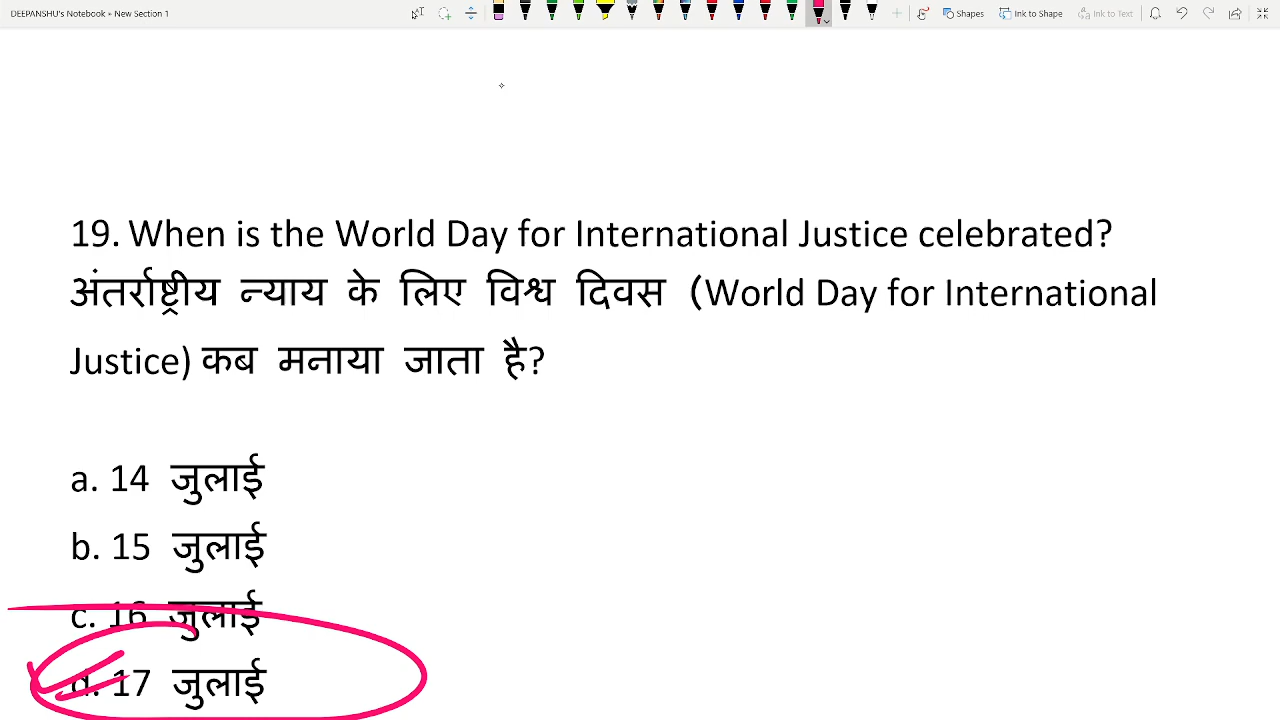 DEEPANSHU's Notebook ▸ New Section 1
Shapes Ink to Shape Ink to Text
19. When is the World Day for International Justice celebrated?
अंतर्राष्ट्रीय न्याय के लिए विश्व दिवस (World Day for International
Justice) कब मनाया जाता है?
a. 14 जुलाई
b. 15 जुलाई
c. 16 जुलाई
d. 17 जुलाई